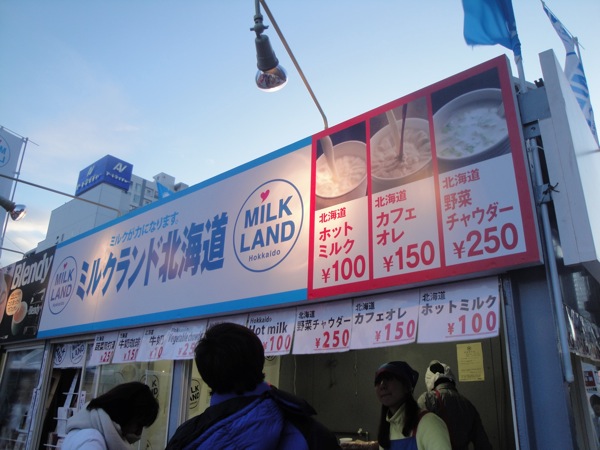 ミルクが力になります。
ミルクランド北海道
MILK
LAND
Hokkaido
北海道
ホット
ミルク
¥100
北海道
カフェ
オレ
¥150
北海道
野菜
チャウダー
¥250
MILK
LAND
Blendy
Hokkaido
Hot milk
¥100
北海道
野菜チャウダー
¥250
北海道
カフェオレ
¥150
北海道
ホットミルク
¥100